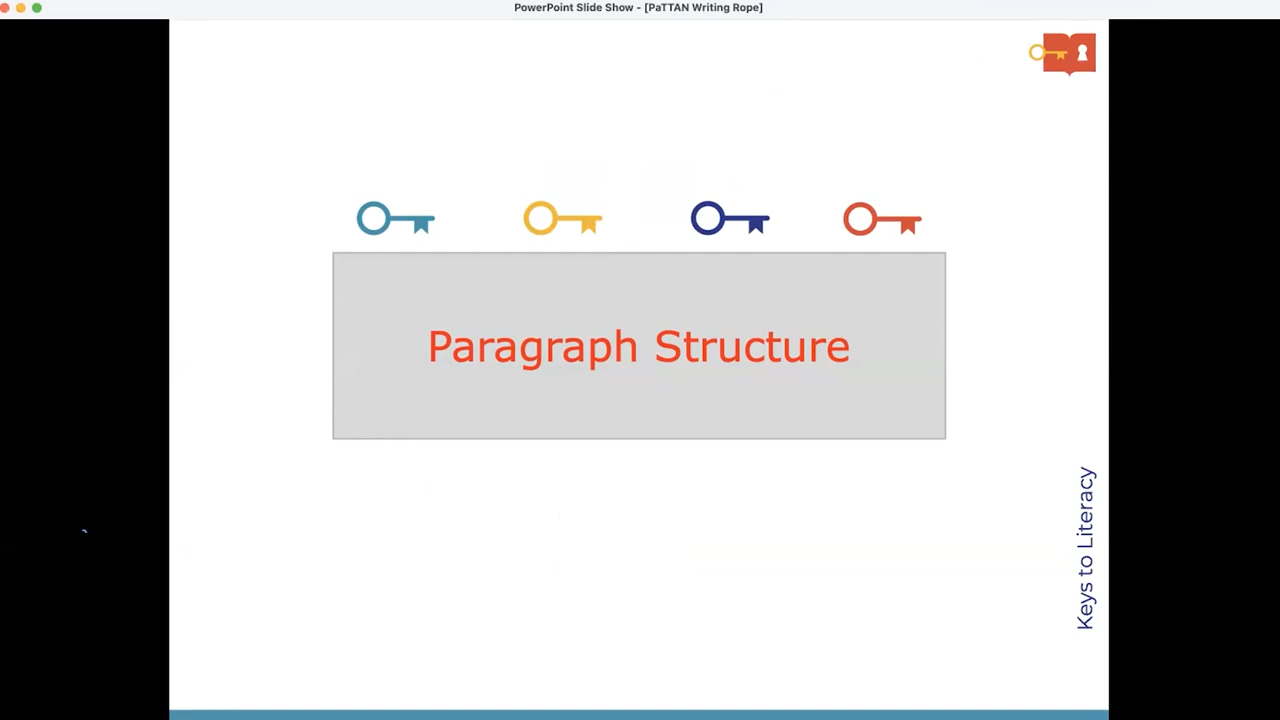 PowerPoint Slide Show - [PaTTAN Writing Rope]
Paragraph Structure
Keys to Literacy